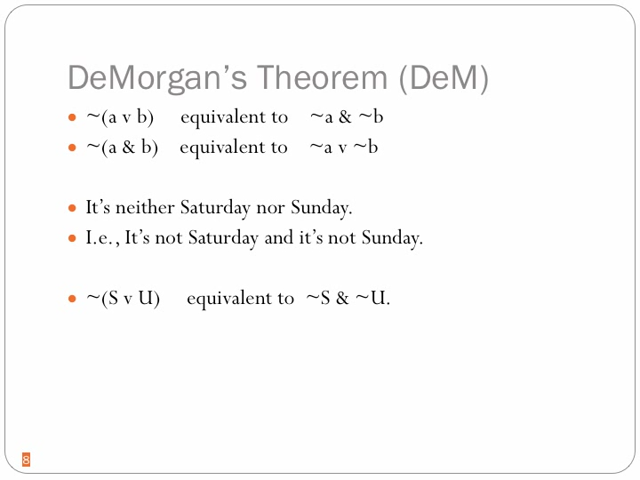 DeMorgan’s Theorem (DeM)
• ~(a v b) equivalent to ~a & ~b
• ~(a & b) equivalent to ~a v ~b
• It’s neither Saturday nor Sunday.
• I.e., It’s not Saturday and it’s not Sunday.
• ~(S v U) equivalent to ~S & ~U.
8